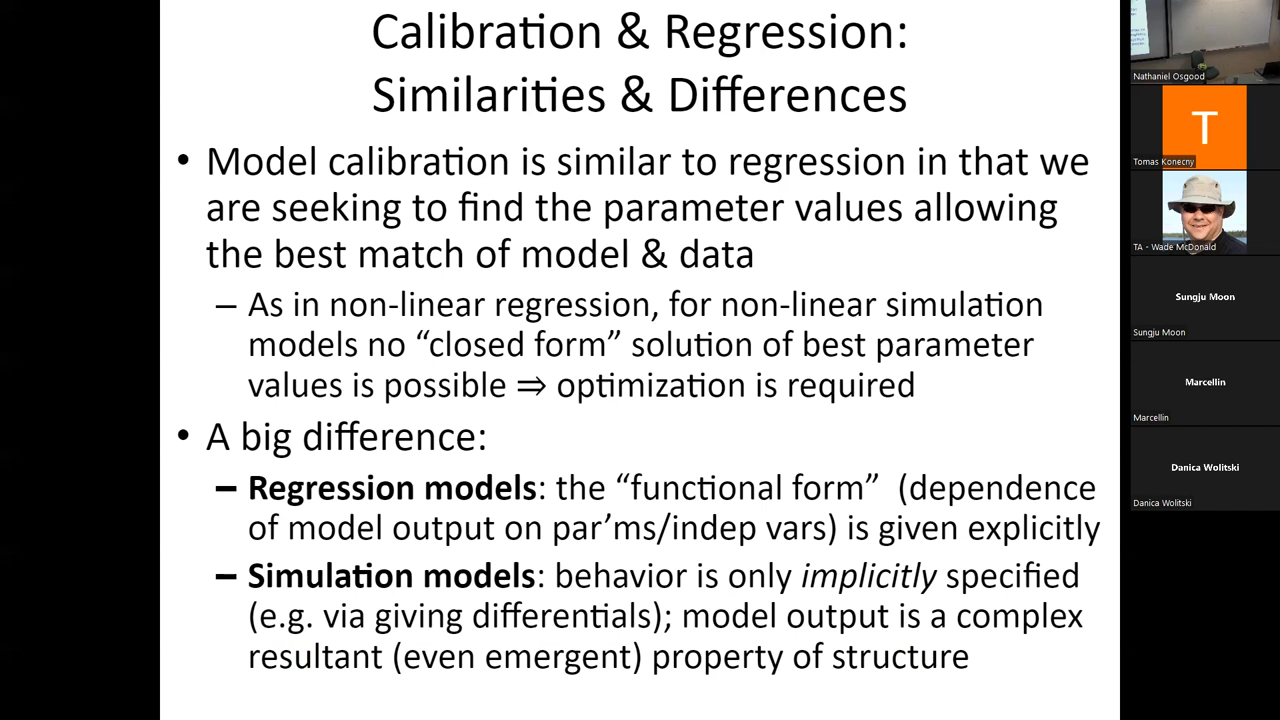 Calibration & Regression:
Similarities & Differences
• Model calibration is similar to regression in that we
are seeking to find the parameter values allowing
the best match of model & data
– As in non-linear regression, for non-linear simulation
models no “closed form” solution of best parameter
values is possible ⇒ optimization is required
• A big difference:
– Regression models: the “functional form” (dependence
of model output on par’ms/indep vars) is given explicitly
– Simulation models: behavior is only implicitly specified
(e.g. via giving differentials); model output is a complex
resultant (even emergent) property of structure
Nathaniel Osgood
T
Tomas Konecny
TA - Wade McDonald
Sungju Moon
Sungju Moon
Marcellin
Marcellin
Danica Wolitski
Danica Wolitski